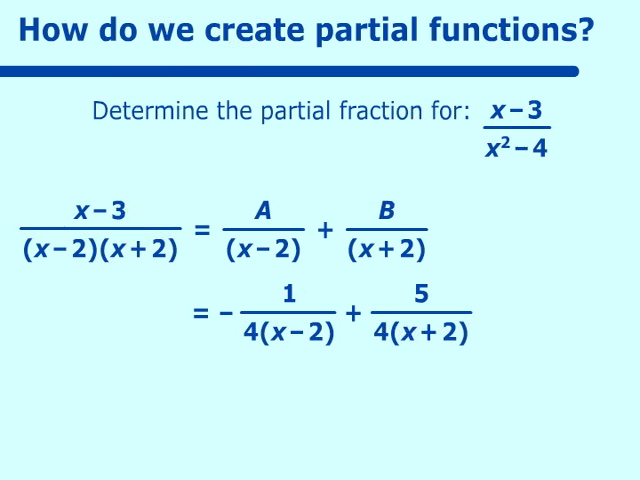 How do we create partial functions?
Determine the partial fraction for: x – 3 / x² – 4
x – 3 / (x – 2)(x + 2) = A / (x – 2) + B / (x + 2)
= – 1 / 4(x – 2) + 5 / 4(x + 2)